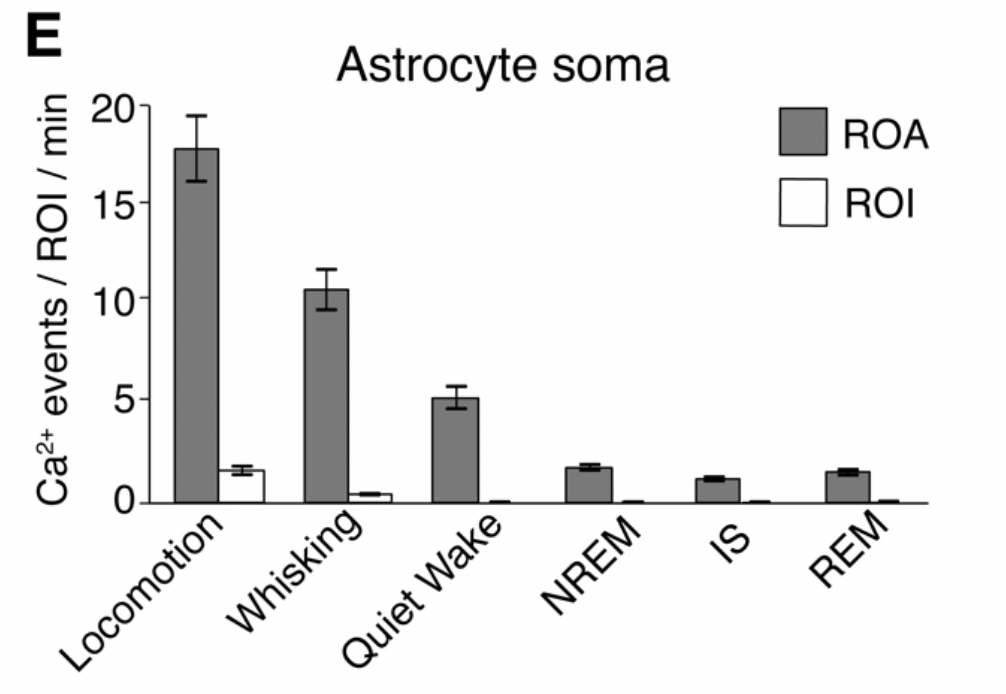 E
Astrocyte soma
Ca²⁺ events / ROI / min
20
15
10
5
0
ROA
ROI
Locomotion
Whisking
Quiet Wake
NREM
IS
REM